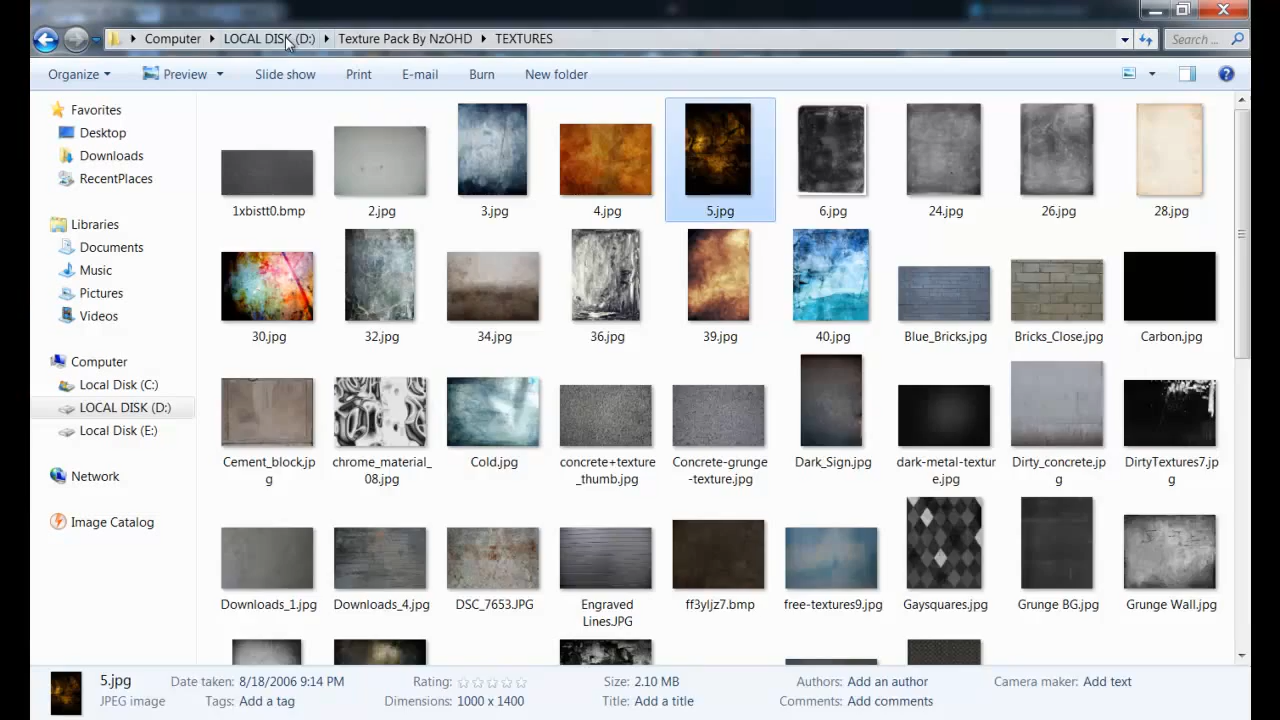 Computer LOCAL DISK (D:) Texture Pack By NzOHD TEXTURES Search ...
Organize Preview Slide show Print E-mail Burn New folder
Favorites
Desktop
Downloads
RecentPlaces
Libraries
Documents
Music
Pictures
Videos
Computer
Local Disk (C:)
LOCAL DISK (D:)
Local Disk (E:)
Network
Image Catalog
1xbistt0.bmp 2.jpg 3.jpg 4.jpg 5.jpg 6.jpg 24.jpg 26.jpg 28.jpg
30.jpg 32.jpg 34.jpg 36.jpg 39.jpg 40.jpg Blue_Bricks.jpg Bricks_Close.jpg Carbon.jpg
Cement_block.jp chrome_material_ Cold.jpg concrete+texture Concrete-grunge Dark_Sign.jpg dark-metal-textur Dirty_concrete.jp DirtyTextures7.jp
g 08.jpg _thumb.jpg -texture.jpg e.jpg g g
Downloads_1.jpg Downloads_4.jpg DSC_7653.JPG Engraved ff3yljz7.bmp free-textures9.jpg Gaysquares.jpg Grunge BG.jpg Grunge Wall.jpg
Lines.JPG
5.jpg Date taken: 8/18/2006 9:14 PM Rating: Size: 2.10 MB Authors: Add an author Camera maker: Add text
JPEG image Tags: Add a tag Dimensions: 1000 x 1400 Title: Add a title Comments: Add comments